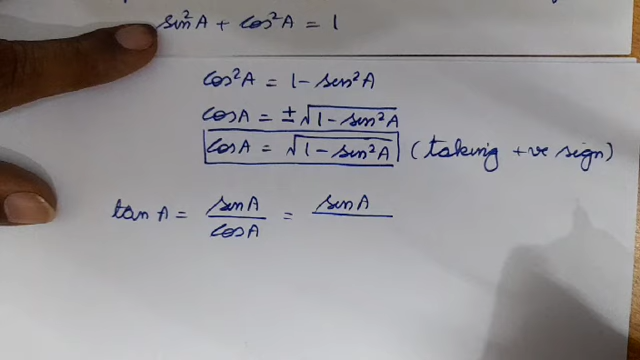 sin²A + cos²A = 1
cos²A = 1 - sin²A
cosA = ± √1 - sin²A
cosA = √1 - sin²A (taking +ve sign)
tan A = sinA / cosA = sinA